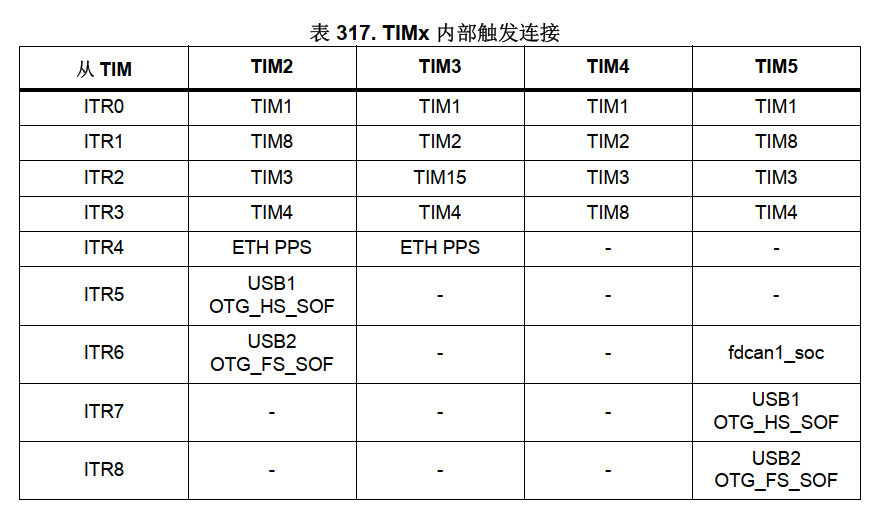 表 317. TIMx 内部触发连接
从 TIM TIM2 TIM3 TIM4 TIM5
ITR0 TIM1 TIM1 TIM1 TIM1
ITR1 TIM8 TIM2 TIM2 TIM8
ITR2 TIM3 TIM15 TIM3 TIM3
ITR3 TIM4 TIM4 TIM8 TIM4
ITR4 ETH PPS ETH PPS - -
ITR5 USB1
OTG_HS_SOF - - -
ITR6 USB2
OTG_FS_SOF - - fdcan1_soc
ITR7 - - - USB1
OTG_HS_SOF
ITR8 - - - USB2
OTG_FS_SOF